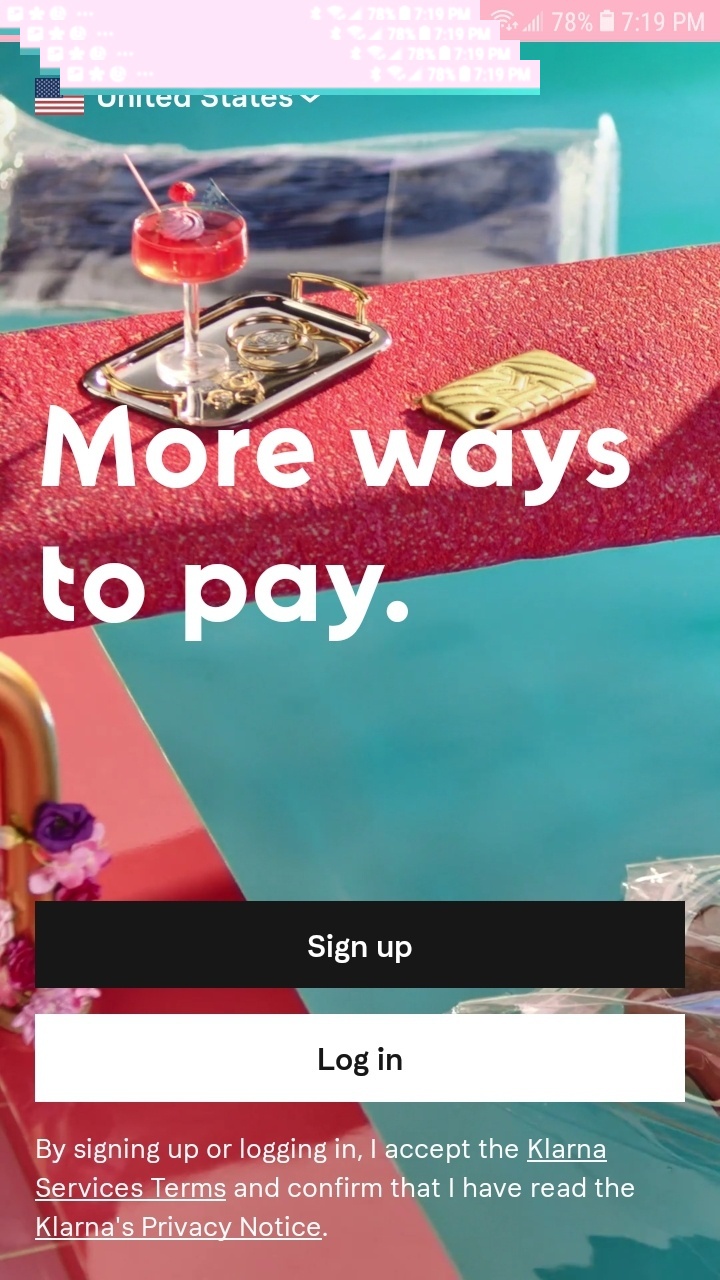 78% 7:19 PM
78% 7:19 PM
78% 7:19 PM
78% 7:19 PM
78% 7:19 PM
United States
More ways
to pay.
Sign up
Log in
By signing up or logging in, I accept the Klarna
Services Terms and confirm that I have read the
Klarna's Privacy Notice.